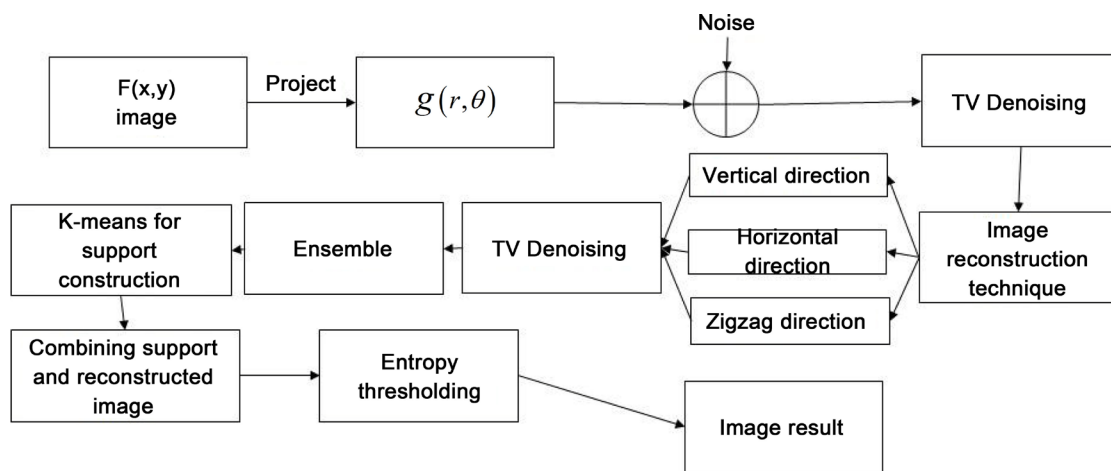 Noise
F(x,y)
image
Project
g(r,θ)
TV Denoising
Vertical direction
Horizontal
direction
Zigzag direction
Image
reconstruction
technique
TV Denoising
Ensemble
K-means for
support
construction
Combining support
and reconstructed
image
Entropy
thresholding
Image result